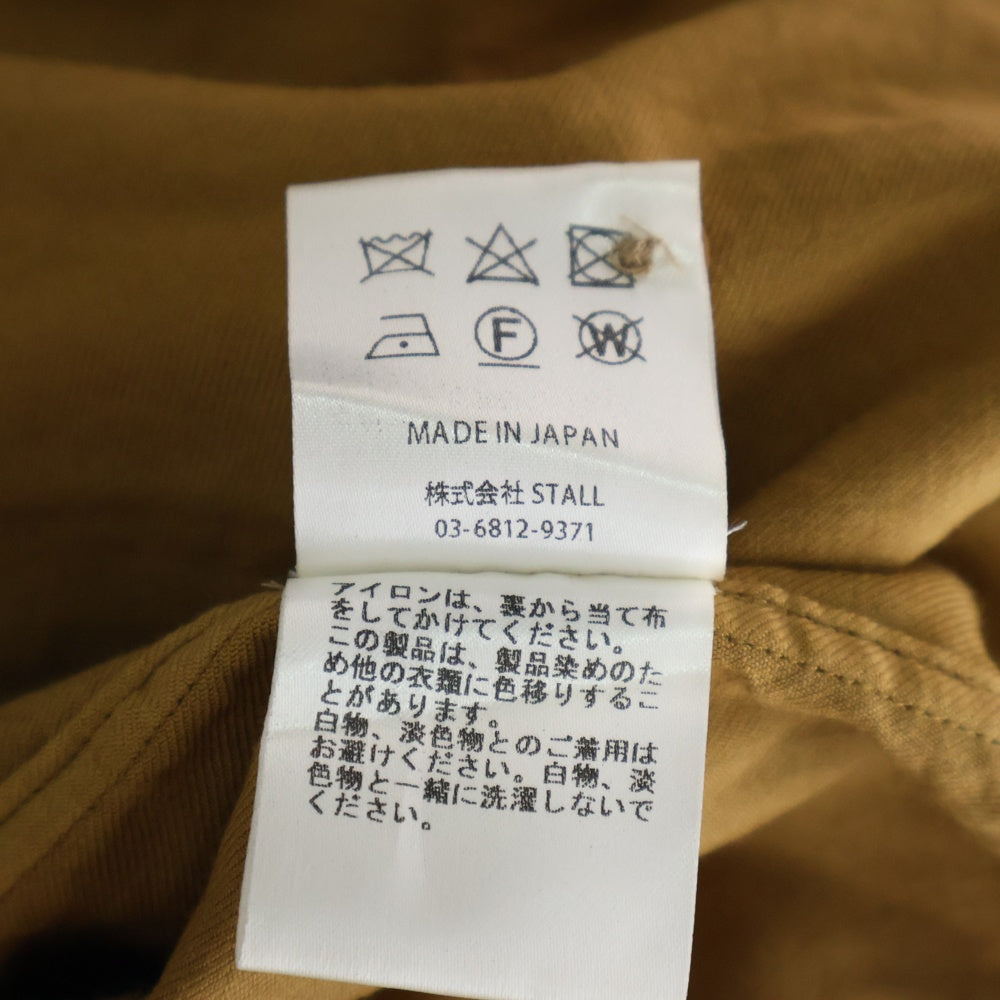 F W
MADE IN JAPAN
株式会社 STALL
03-6812-9371
アイロンは、裏から当て布
をしてかけてください。
この製品は、製品染めのた
め他の衣類に色移りするこ
とがあります。
白物、淡色物とのご着用は
お避けください。白物、淡
色物と一緒に洗濯しないで
ください。